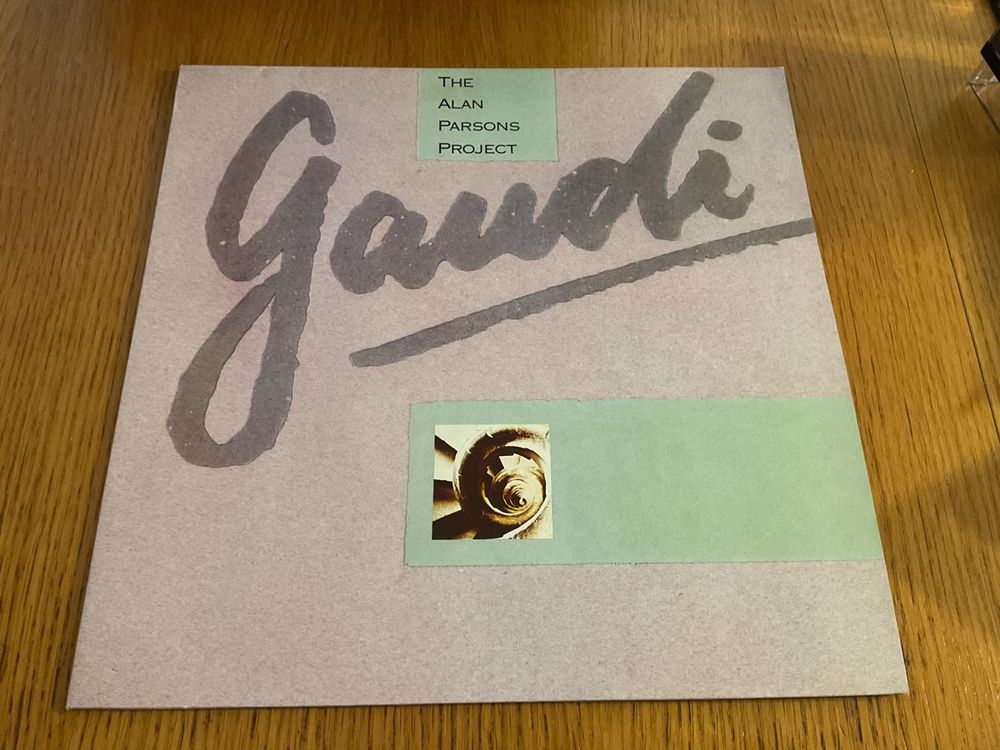 THE
ALAN
PARSONS
PROJECT
gaudi